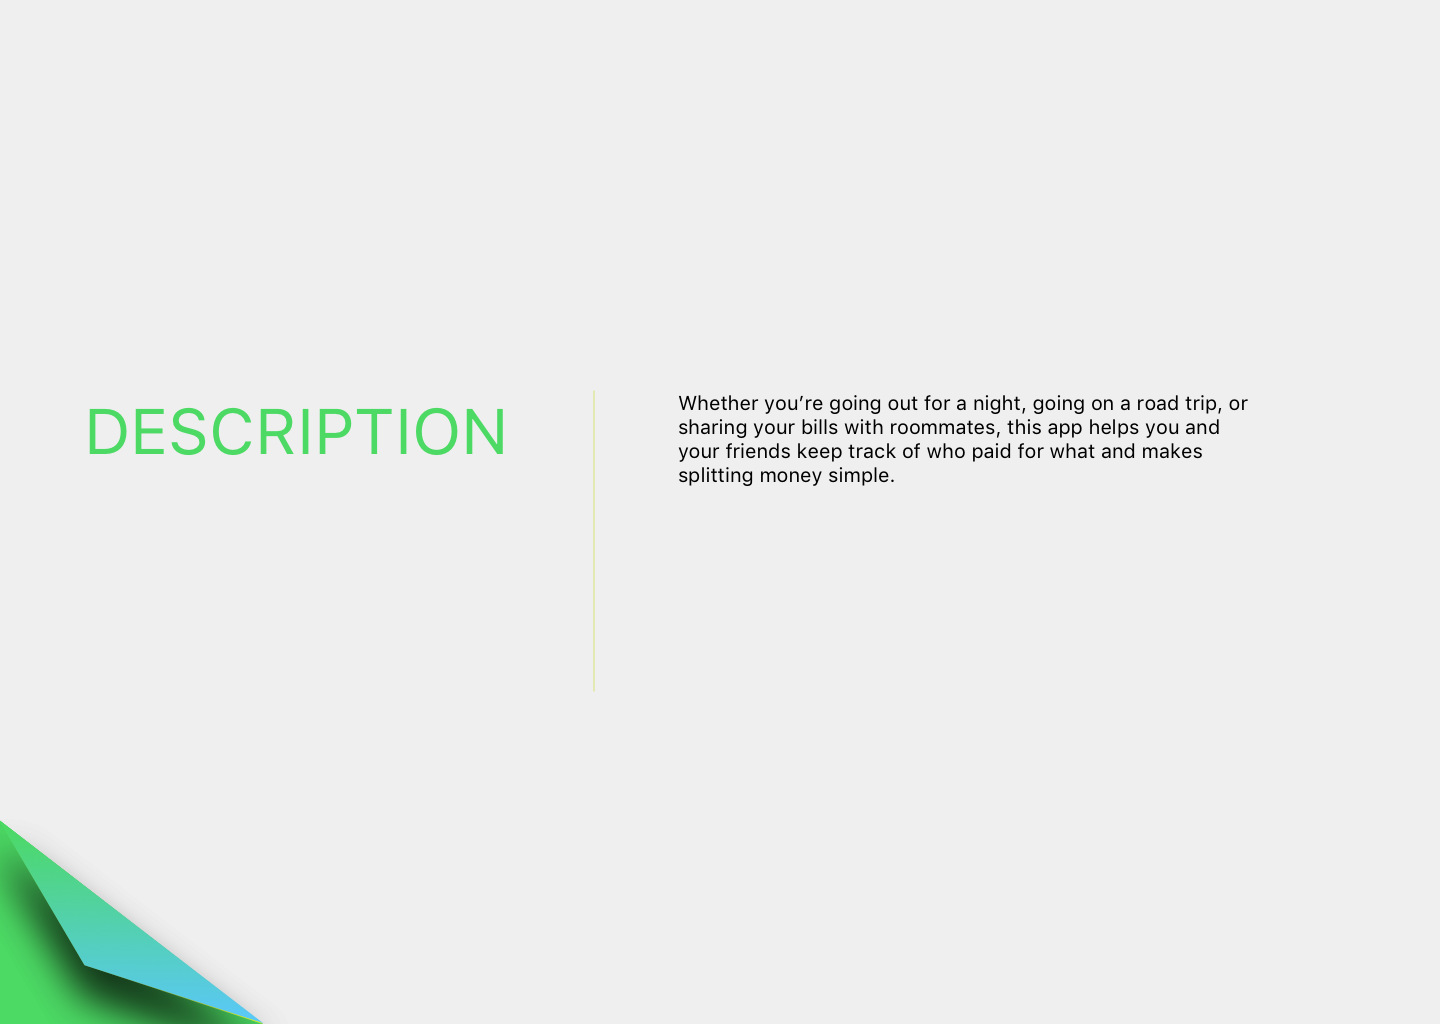 DESCRIPTION
Whether you’re going out for a night, going on a road trip, or
sharing your bills with roommates, this app helps you and
your friends keep track of who paid for what and makes
splitting money simple.